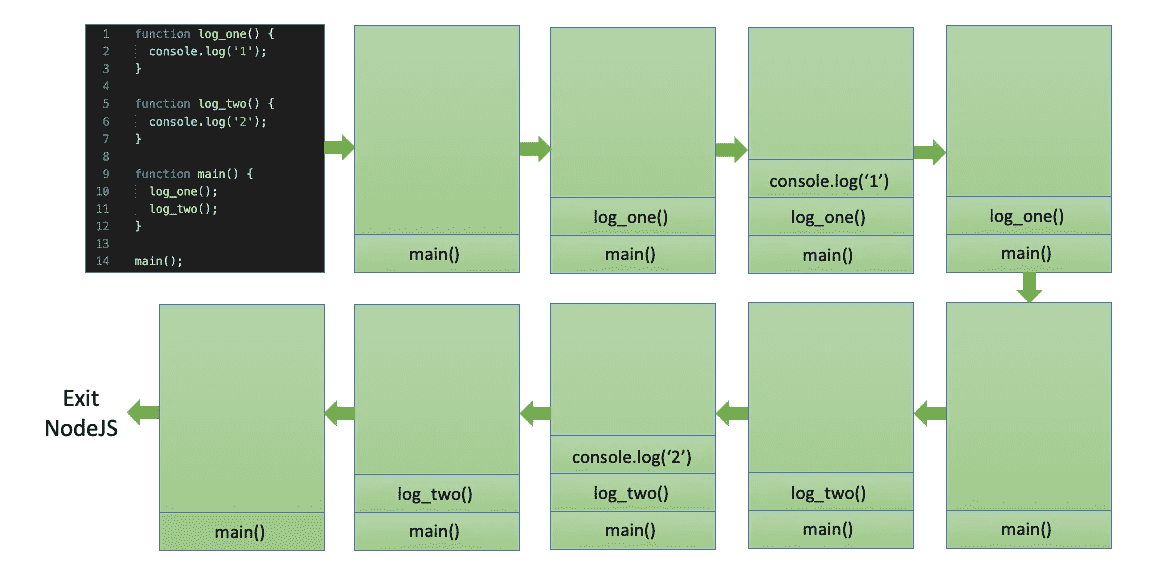 1 function log_one() {
2 console.log('1');
3 }
4
5 function log_two() {
6 console.log('2');
7 }
8
9 function main() {
10 log_one();
11 log_two();
12 }
13
14 main();
main()
log_one()
main()
console.log(‘1’)
log_one()
main()
log_one()
main()
main()
log_two()
main()
console.log(‘2’)
log_two()
main()
log_two()
main()
main()
Exit
NodeJS